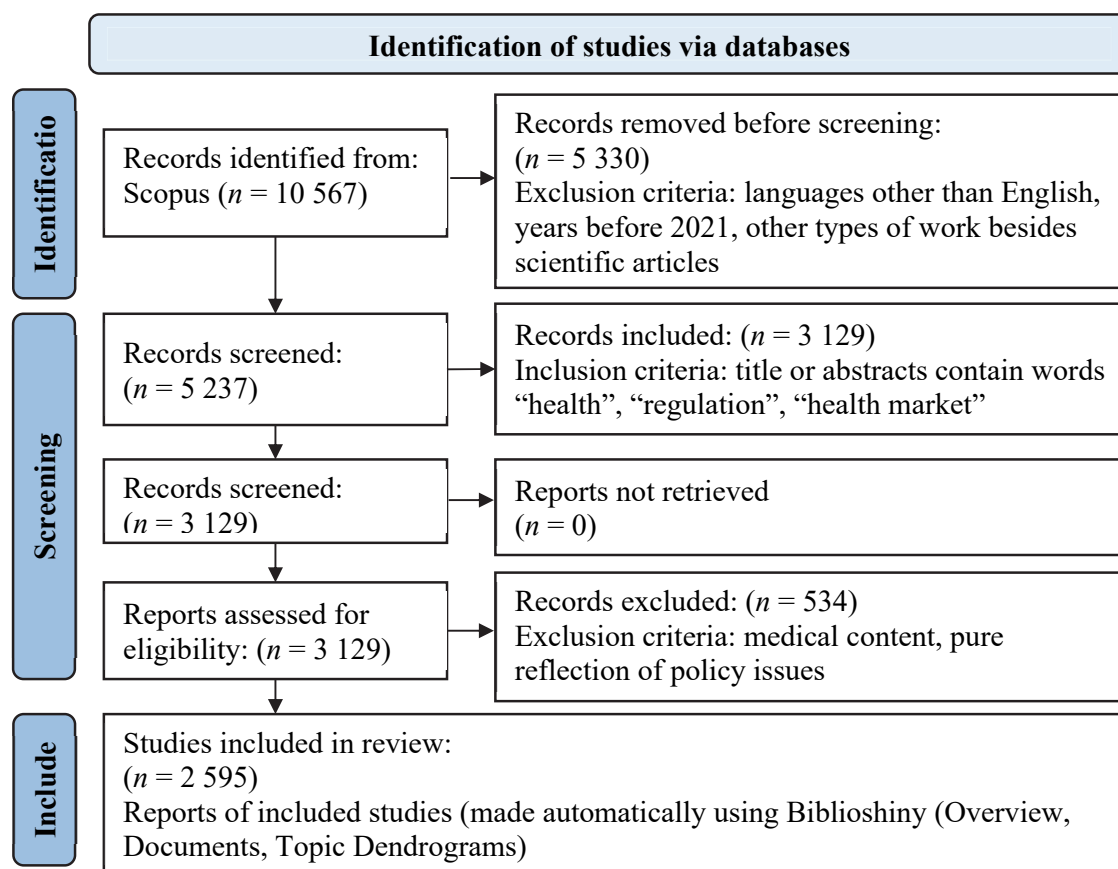 Identification of studies via databases
Identificatio
Records identified from:
Scopus (n = 10 567)
Records removed before screening:
(n = 5 330)
Exclusion criteria: languages other than English,
years before 2021, other types of work besides
scientific articles
Screening
Records screened:
(n = 5 237)
Records included: (n = 3 129)
Inclusion criteria: title or abstracts contain words
“health”, “regulation”, “health market”
Records screened:
(n = 3 129)
Reports not retrieved
(n = 0)
Reports assessed for
eligibility: (n = 3 129)
Records excluded: (n = 534)
Exclusion criteria: medical content, pure
reflection of policy issues
Include
Studies included in review:
(n = 2 595)
Reports of included studies (made automatically using Biblioshiny (Overview,
Documents, Topic Dendrograms)